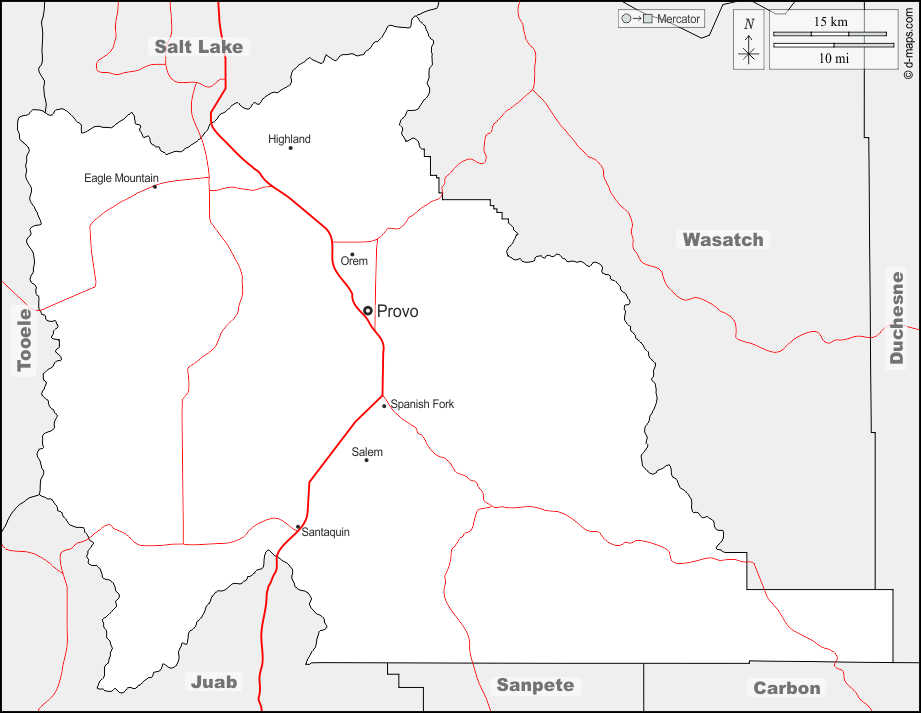 Mercator
N
15 km
10 mi
© d-maps.com
Salt Lake
Highland
Eagle Mountain
Wasatch
Orem
Provo
Tooele
Duchesne
Spanish Fork
Salem
Santaquin
Juab
Sanpete
Carbon